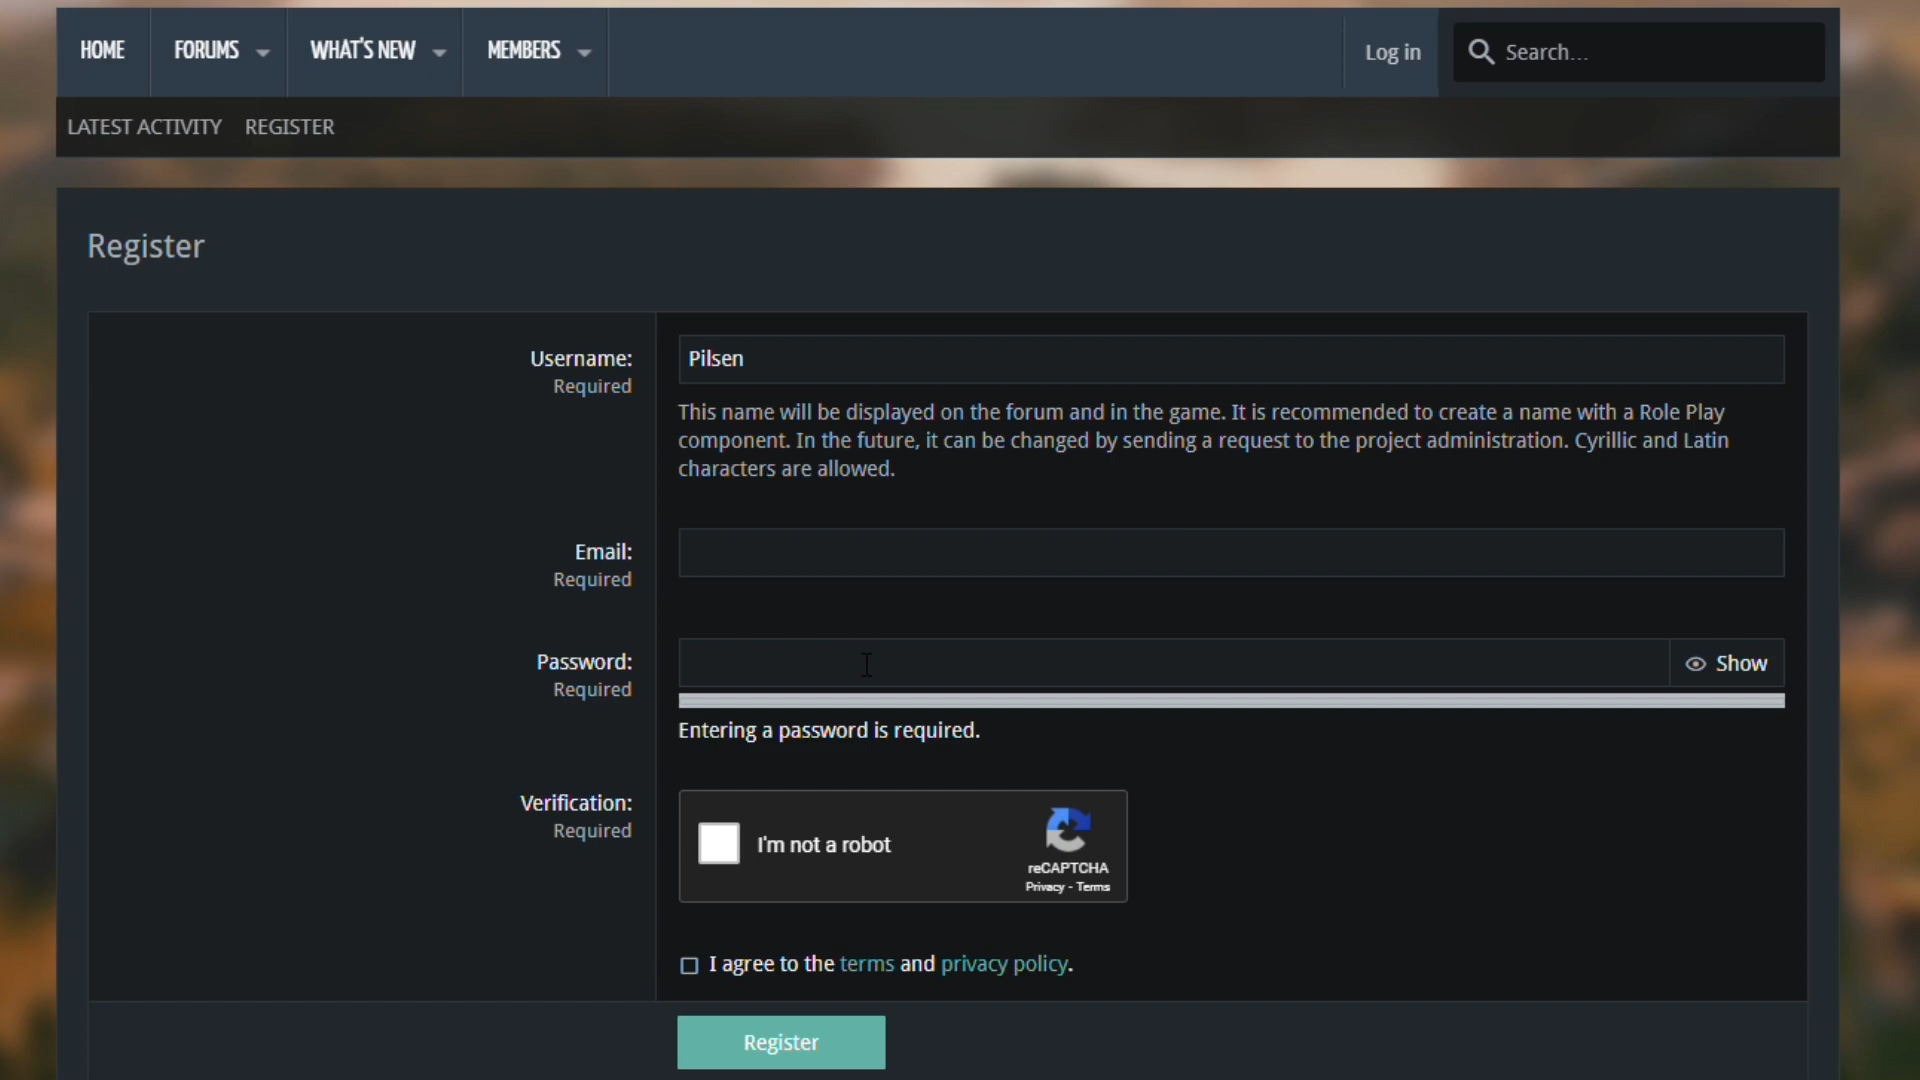 HOME FORUMS WHAT'S NEW MEMBERS Log in Search...
LATEST ACTIVITY REGISTER
Register
Username:
Required
Pilsen
This name will be displayed on the forum and in the game. It is recommended to create a name with a Role Play
component. In the future, it can be changed by sending a request to the project administration. Cyrillic and Latin
characters are allowed.
Email:
Required
Password:
Required
Show
Entering a password is required.
Verification:
Required
I'm not a robot
reCAPTCHA
Privacy - Terms
I agree to the terms and privacy policy.
Register